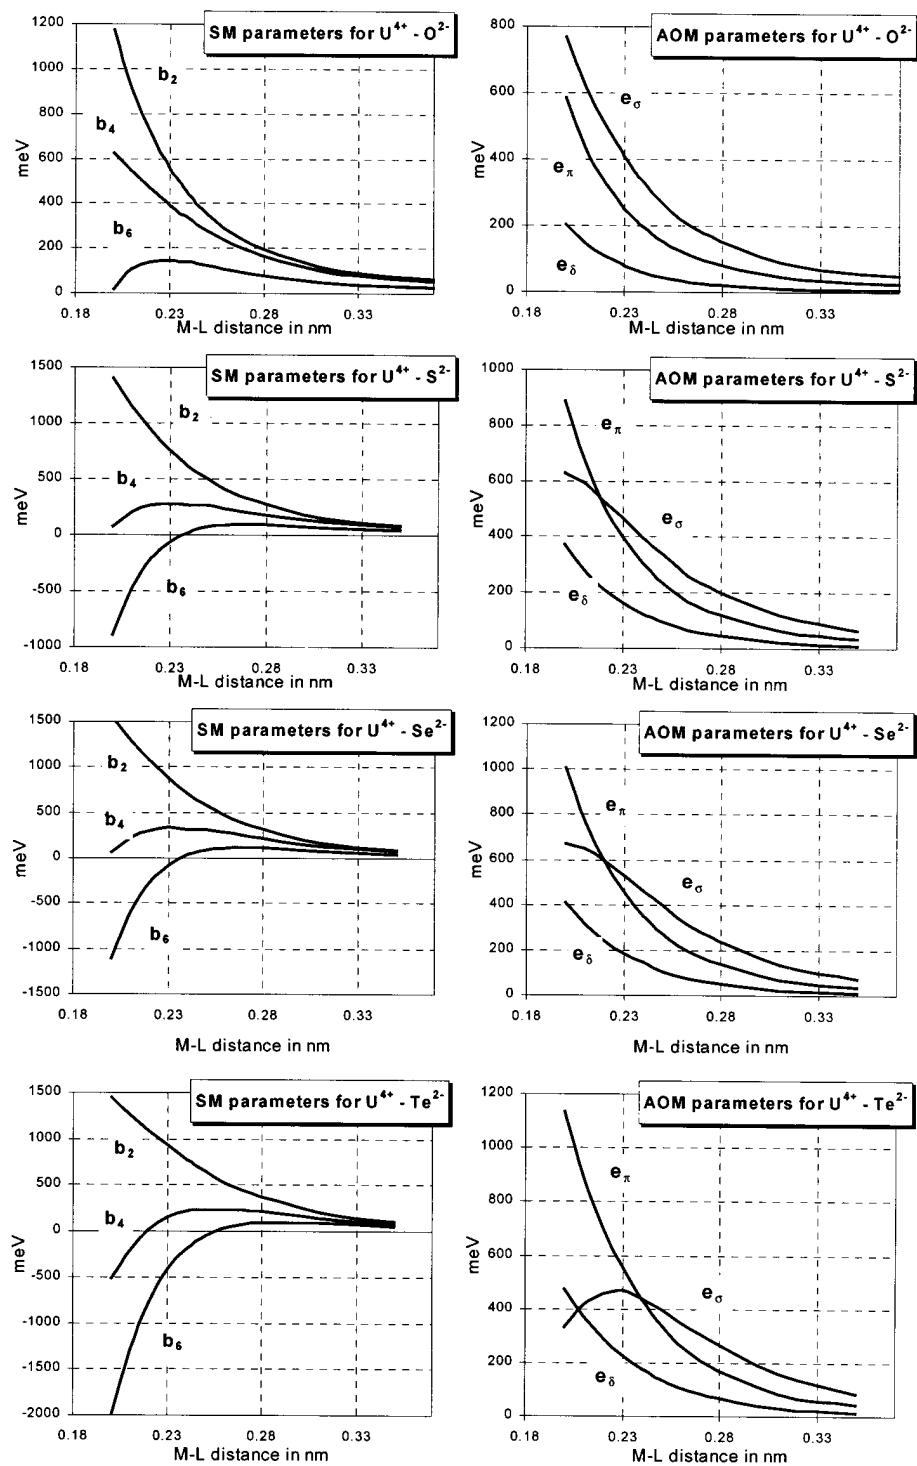 SM parameters for U⁴⁺ - O²⁻
1200
1000
800
600
400
200
0
meV
b₂
b₄
b₆
0.18 0.23 0.28 0.33
M-L distance in nm
AOM parameters for U⁴⁺ - O²⁻
800
600
400
200
0
meV
eσ
eπ
eδ
0.18 0.23 0.28 0.33
M-L distance in nm
SM parameters for U⁴⁺ - S²⁻
1500
1000
500
0
-500
-1000
meV
b₂
b₄
b₆
0.18 0.23 0.28 0.33
M-L distance in nm
AOM parameters for U⁴⁺ - S²⁻
1000
800
600
400
200
0
meV
eπ
eσ
eδ
0.18 0.23 0.28 0.33
M-L distance in nm
SM parameters for U⁴⁺ - Se²⁻
1500
1000
500
0
-500
-1000
-1500
meV
b₂
b₄
b₆
0.18 0.23 0.28 0.33
M-L distance in nm
AOM parameters for U⁴⁺ - Se²⁻
1200
1000
800
600
400
200
0
meV
eπ
eσ
eδ
0.18 0.23 0.28 0.33
M-L distance in nm
SM parameters for U⁴⁺ - Te²⁻
1500
1000
500
0
-500
-1000
-1500
-2000
meV
b₂
b₄
b₆
0.18 0.23 0.28 0.33
M-L distance in nm
AOM parameters for U⁴⁺ - Te²⁻
1200
1000
800
600
400
200
0
meV
eπ
eσ
eδ
0.18 0.23 0.28 0.33
M-L distance in nm